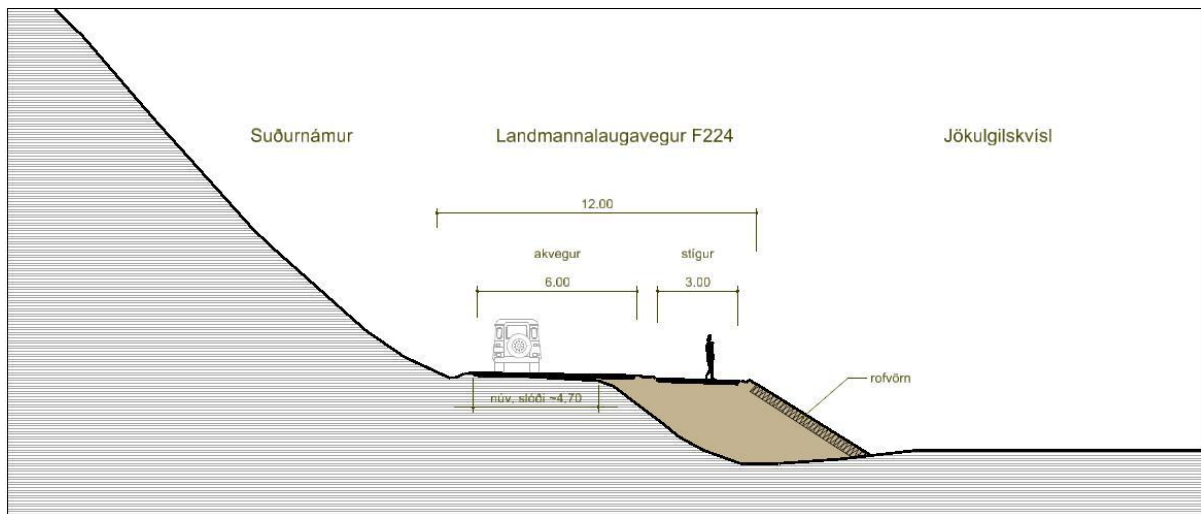 Suðurnámur
Landmannalaugavegur F224
Jökulgilskvísl
12.00
akvegur
stígur
6.00
3.00
rofvörn
núv, slóði ~4,70